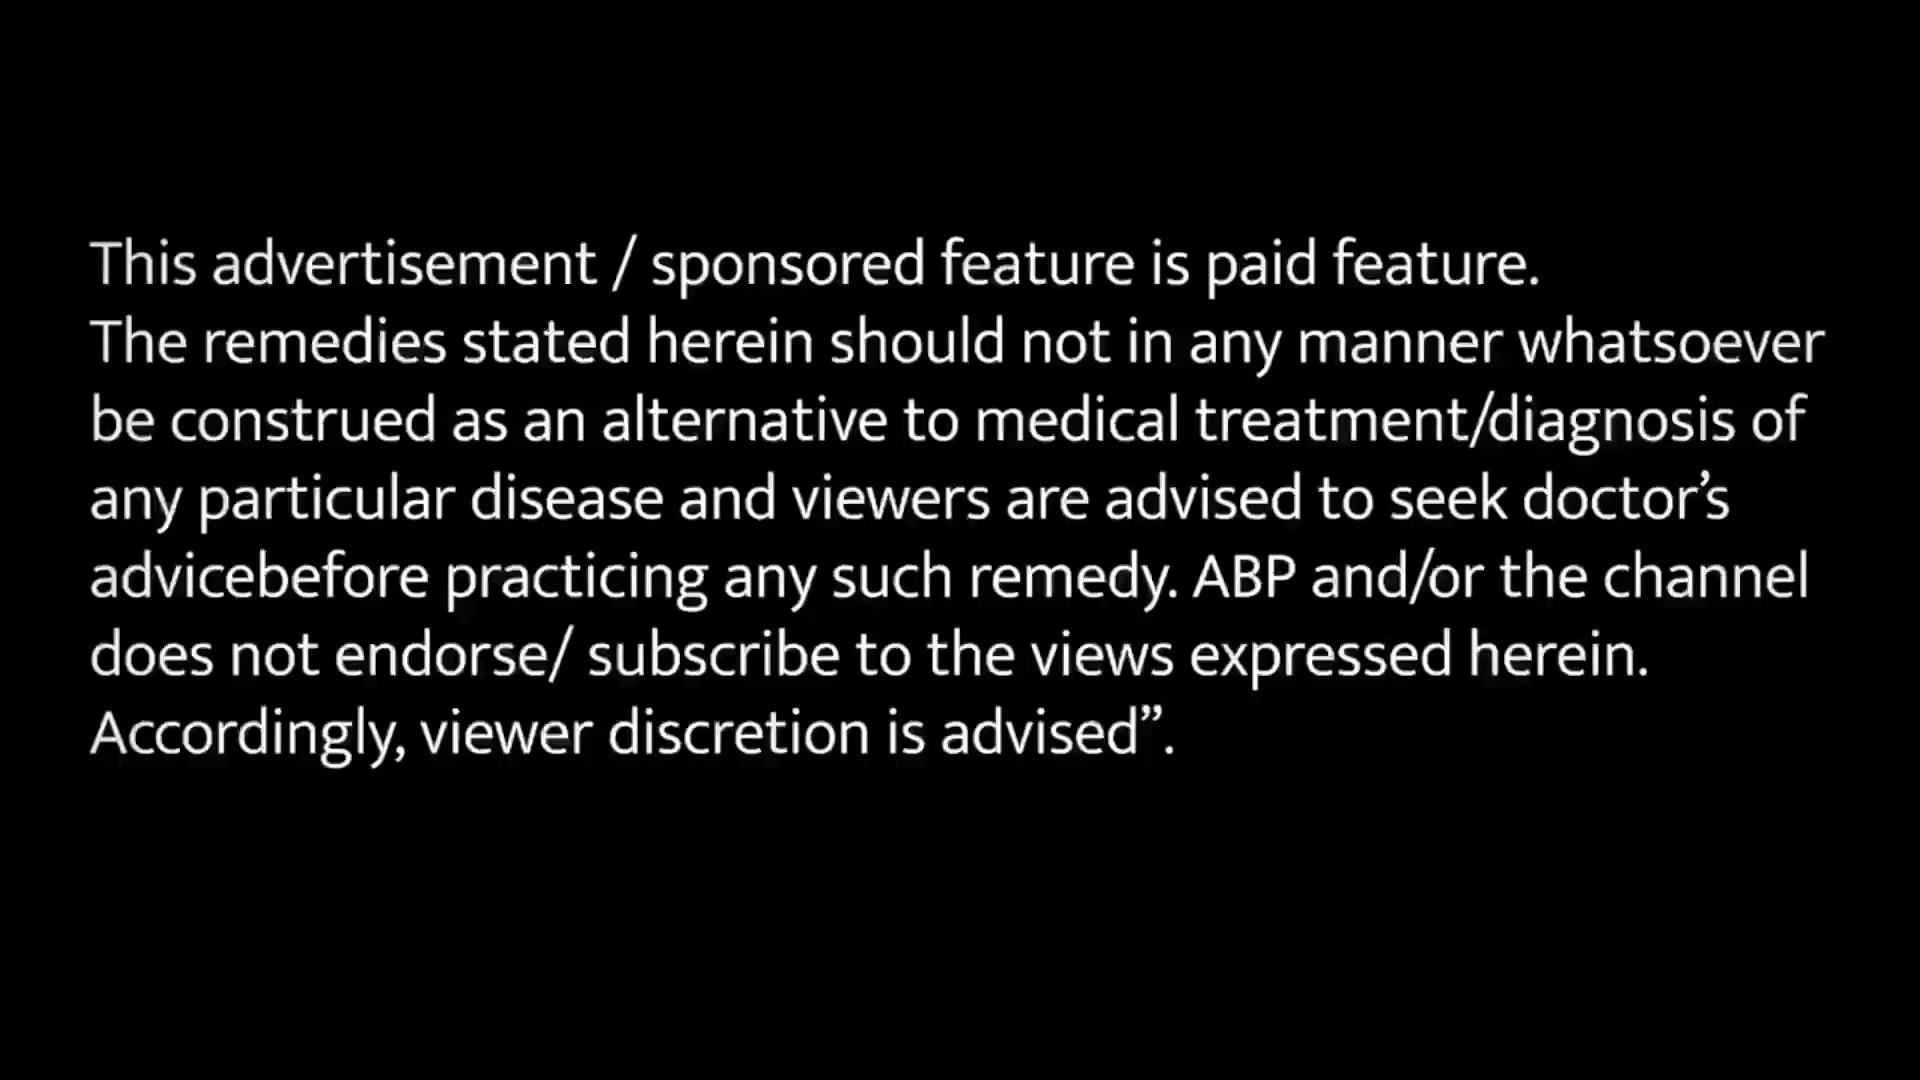 This advertisement / sponsored feature is paid feature.
The remedies stated herein should not in any manner whatsoever
be construed as an alternative to medical treatment/diagnosis of
any particular disease and viewers are advised to seek doctor’s
advicebefore practicing any such remedy. ABP and/or the channel
does not endorse/ subscribe to the views expressed herein.
Accordingly, viewer discretion is advised”.